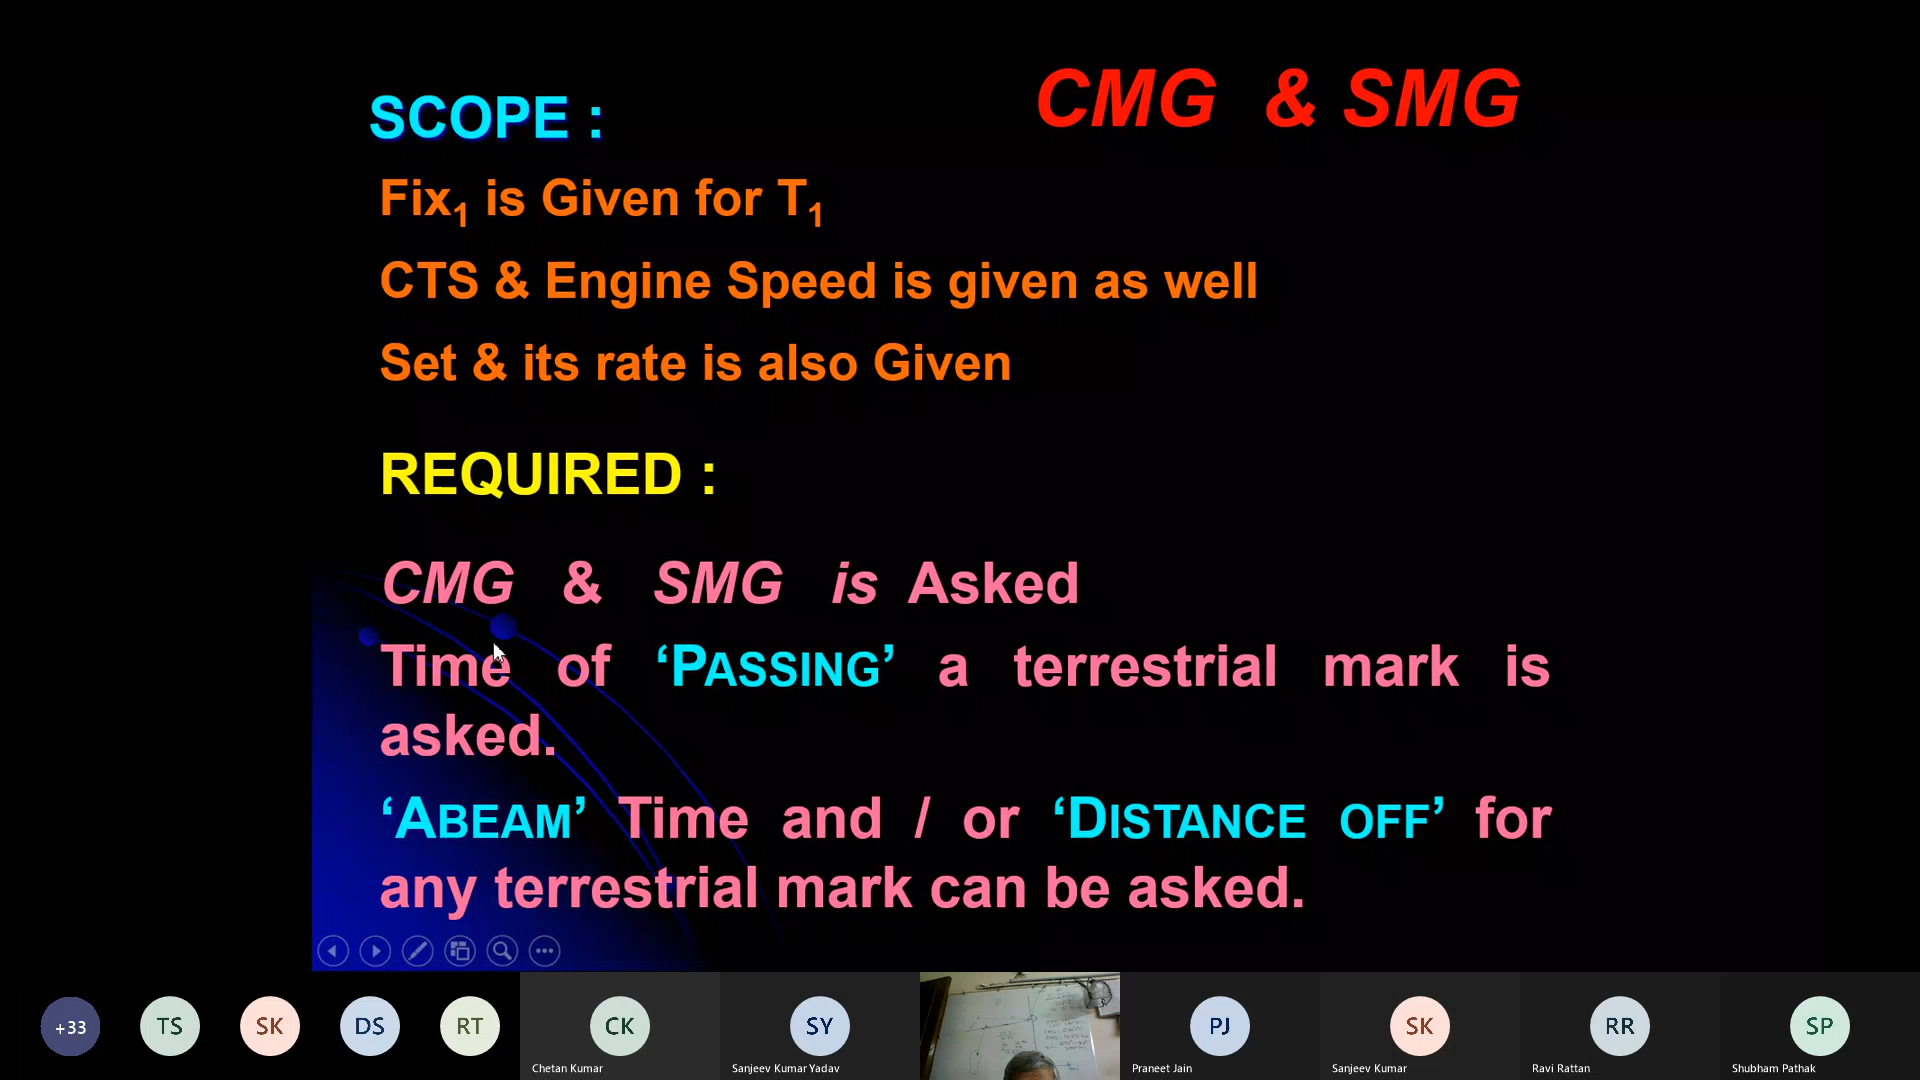 CMG & SMG
SCOPE :
Fix1 is Given for T1
CTS & Engine Speed is given as well
Set & its rate is also Given
REQUIRED :
CMG & SMG is Asked
Time of ‘PASSING’ a terrestrial mark is
asked.
‘ABEAM’ Time and / or ‘DISTANCE OFF’ for
any terrestrial mark can be asked.
+33
TS
SK
DS
RT
CK
SY
PJ
SK
RR
SP
Chetan Kumar
Sanjeev Kumar Yadav
Praneet Jain
Sanjeev Kumar
Ravi Rattan
Shubham Pathak